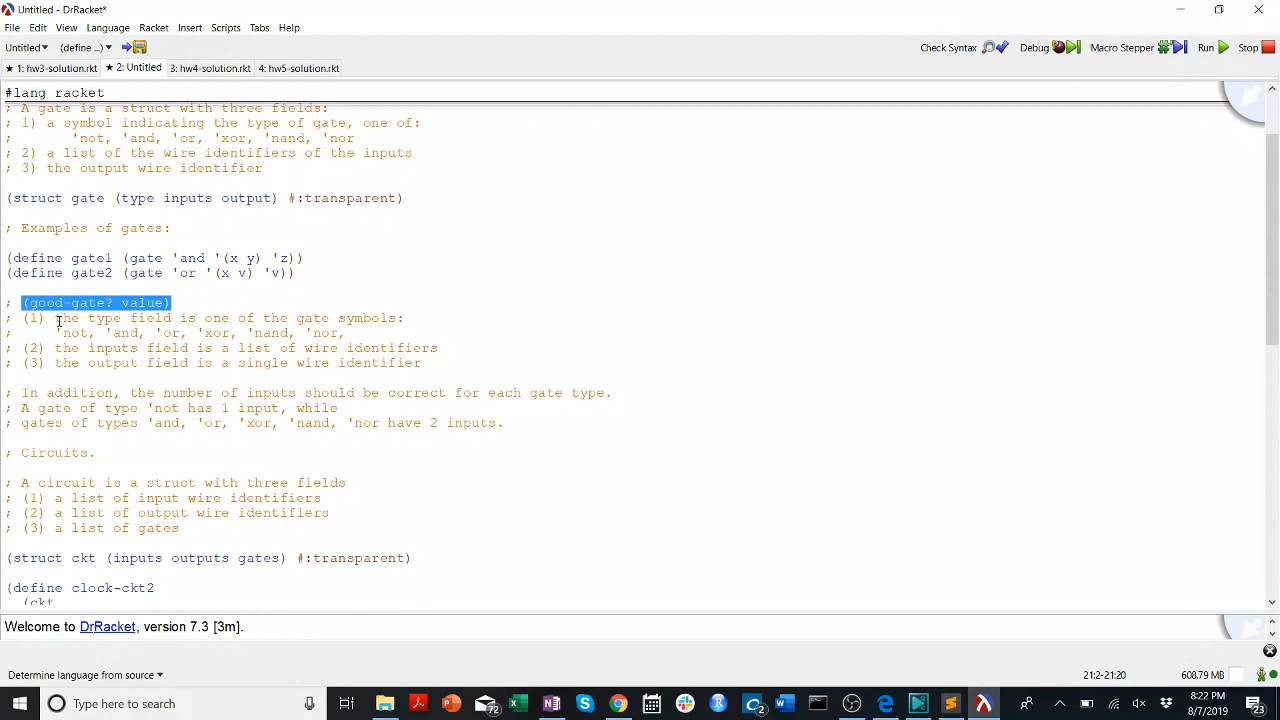 Untitled - DrRacket*
File Edit View Language Racket Insert Scripts Tabs Help
Untitled▾ (define ...)▾ Check Syntax Debug Macro Stepper Run Stop
★ 1: hw3-solution.rkt ★ 2: Untitled 3: hw4-solution.rkt 4: hw5-solution.rkt
#lang racket
; A gate is a struct with three fields:
; 1) a symbol indicating the type of gate, one of:
;       'not, 'and, 'or, 'xor, 'nand, 'nor
; 2) a list of the wire identifiers of the inputs
; 3) the output wire identifier
(struct gate (type inputs output) #:transparent)
; Examples of gates:
(define gate1 (gate 'and '(x y) 'z))
(define gate2 (gate 'or '(x v) 'v))
; (good-gate? value)
; (1) the type field is one of the gate symbols:
;     'not, 'and, 'or, 'xor, 'nand, 'nor,
; (2) the inputs field is a list of wire identifiers
; (3) the output field is a single wire identifier
; In addition, the number of inputs should be correct for each gate type.
; A gate of type 'not has 1 input, while
; gates of types 'and, 'or, 'xor, 'nand, 'nor have 2 inputs.
; Circuits.
; A circuit is a struct with three fields
; (1) a list of input wire identifiers
; (2) a list of output wire identifiers
; (3) a list of gates
(struct ckt (inputs outputs gates) #:transparent)
(define clock-ckt2
(ckt
Welcome to DrRacket, version 7.3 [3m].
Determine language from source▾ 21:2-21:20 608.79 MB
Type here to search 72 2 8:22 PM
8/7/2019 23